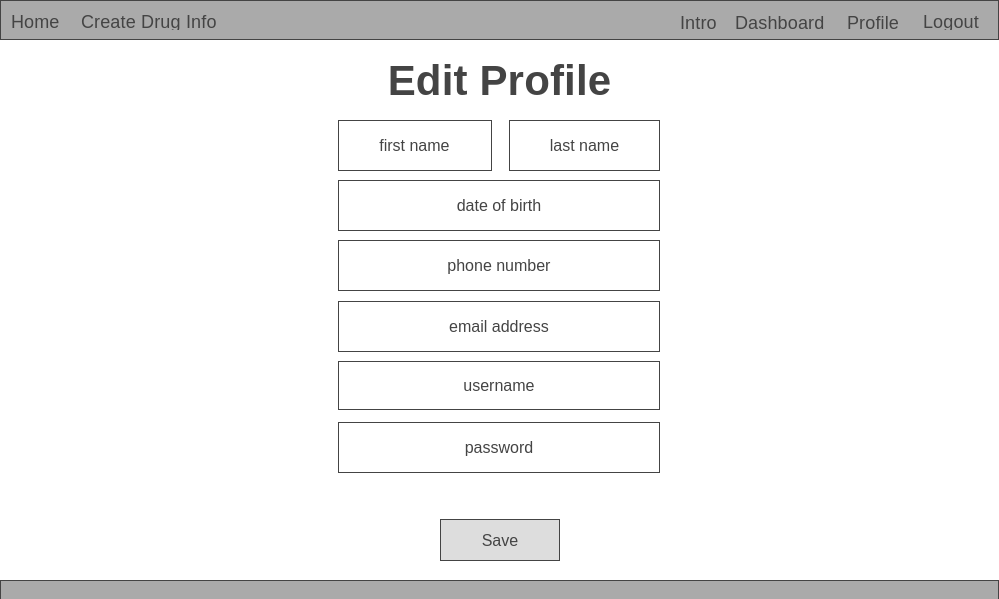 Home Create Drug Info Intro Dashboard Profile Logout
Edit Profile
first name last name
date of birth
phone number
email address
username
password
Save